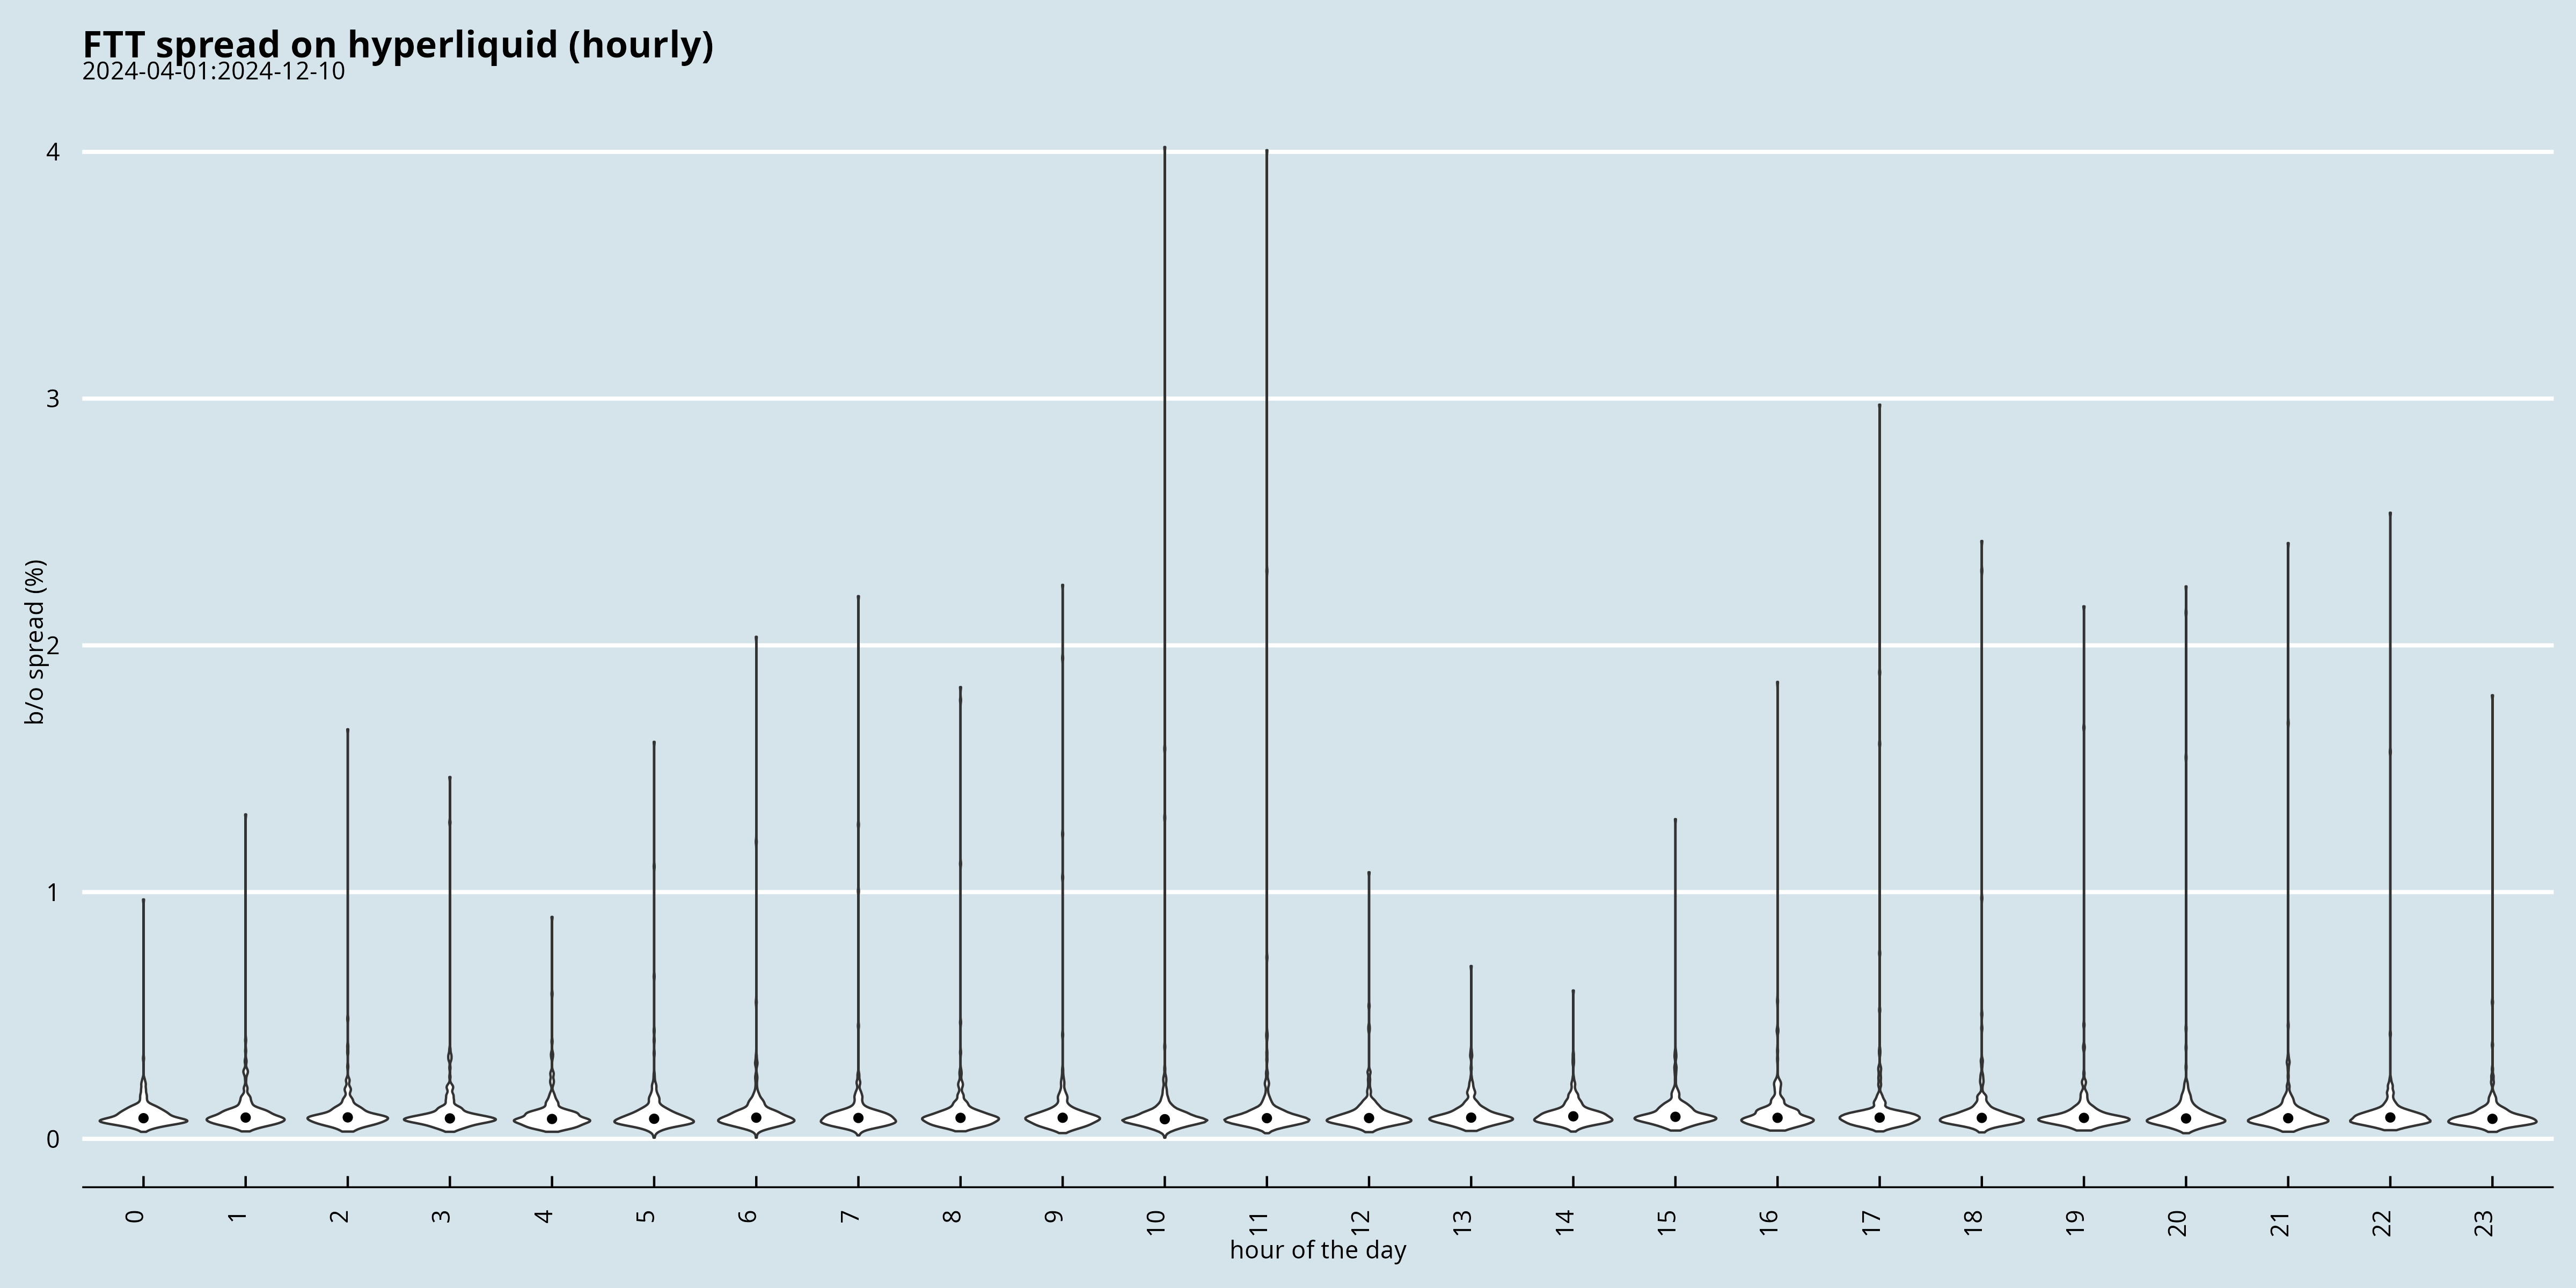 FTT spread on hyperliquid (hourly)
2024-04-01:2024-12-10
4
3
2
1
0
b/o spread (%)
0 1 2 3 4 5 6 7 8 9 10 11 12 13 14 15 16 17 18 19 20 21 22 23
hour of the day